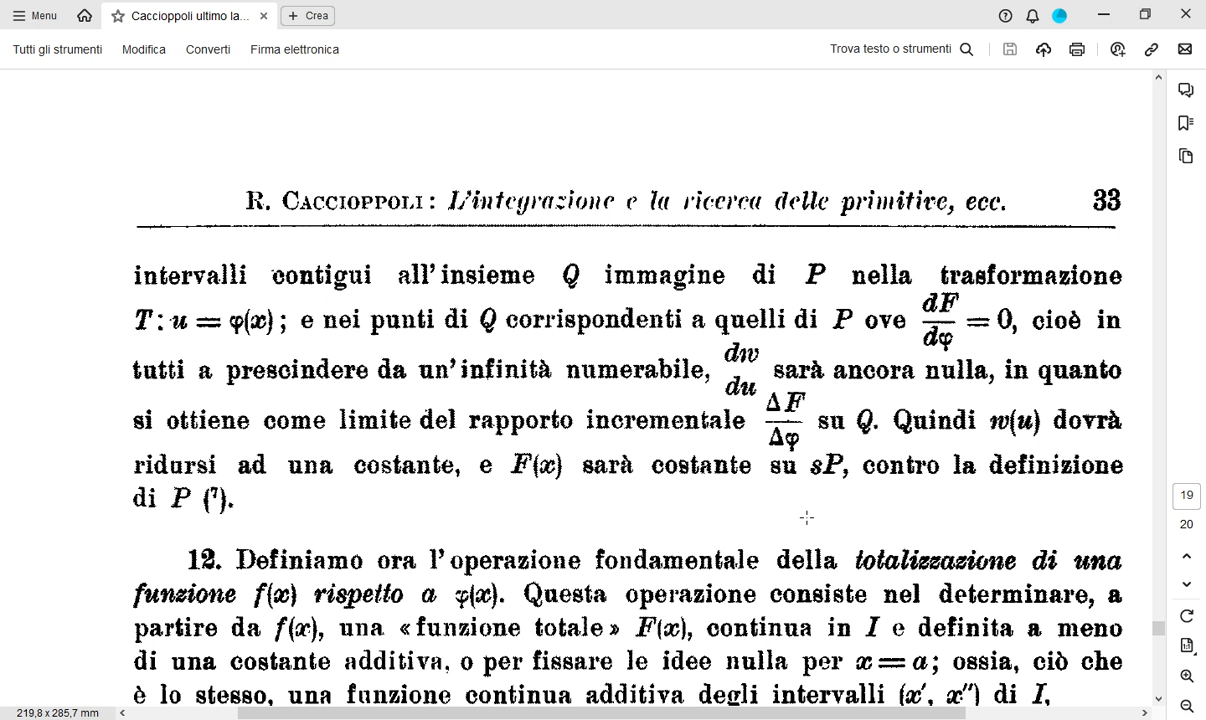 Menu Caccioppoli ultimo la... Crea
Tutti gli strumenti Modifica Converti Firma elettronica Trova testo o strumenti
R. CACCIOPPOLI: L'integrazione e la ricerca delle primitive, ecc. 33
intervalli contigui all'insieme Q immagine di P nella trasformazione
T: u = φ(x); e nei punti di Q corrispondenti a quelli di P ove dF/dφ = 0, cioè in
tutti a prescindere da un'infinità numerabile, dw/du sarà ancora nulla, in quanto
si ottiene come limite del rapporto incrementale ΔF/Δφ su Q. Quindi w(u) dovrà
ridursi ad una costante, e F(x) sarà costante su sP, contro la definizione
di P (⁷).
12. Definiamo ora l'operazione fondamentale della totalizzazione di una
funzione f(x) rispetto a φ(x). Questa operazione consiste nel determinare, a
partire da f(x), una «funzione totale» F(x), continua in I e definita a meno
di una costante additiva, o per fissare le idee nulla per x = a; ossia, ciò che
è lo stesso, una funzione continua additiva degli intervalli (x', x'') di I,
19
20
219,8 x 285,7 mm